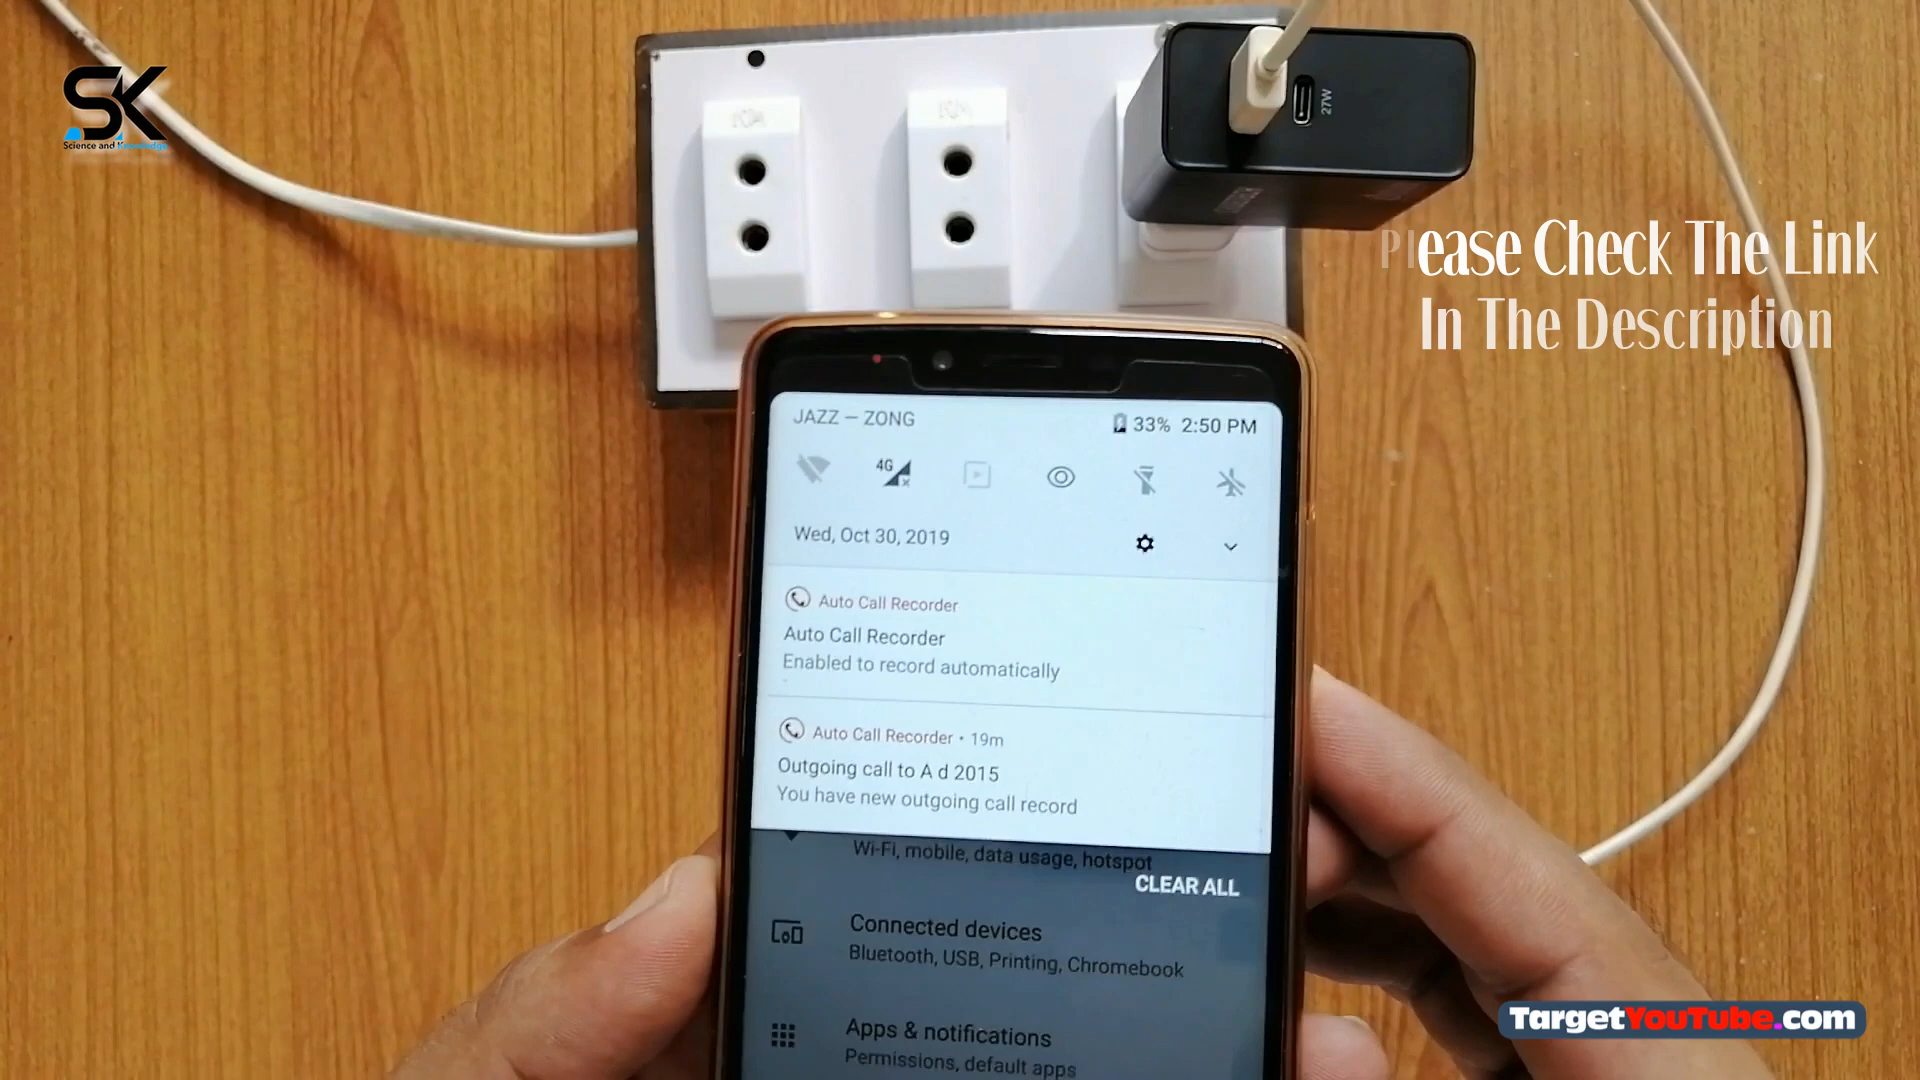 SK
Science and Knowledge
27W
Please Check The Link
In The Description
JAZZ — ZONG
33% 2:50 PM
4G
Wed, Oct 30, 2019
Auto Call Recorder
Auto Call Recorder
Enabled to record automatically
Auto Call Recorder • 19m
Outgoing call to A d 2015
You have new outgoing call record
Wi-Fi, mobile, data usage, hotspot
CLEAR ALL
Connected devices
Bluetooth, USB, Printing, Chromebook
Apps & notifications
Permissions, default apps
TargetYouTube.com